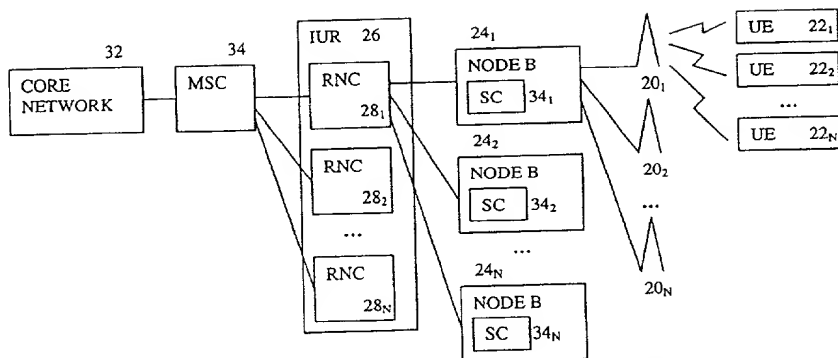 32
34
IUR 26
24₁
CORE NETWORK
MSC
RNC
28₁
NODE B
SC
34₁
20₁
UE 22₁
UE 22₂
...
UE 22N
RNC
28₂
...
RNC
28N
24₂
NODE B
SC
34₂
...
24N
NODE B
SC
34N
20₂
...
20N